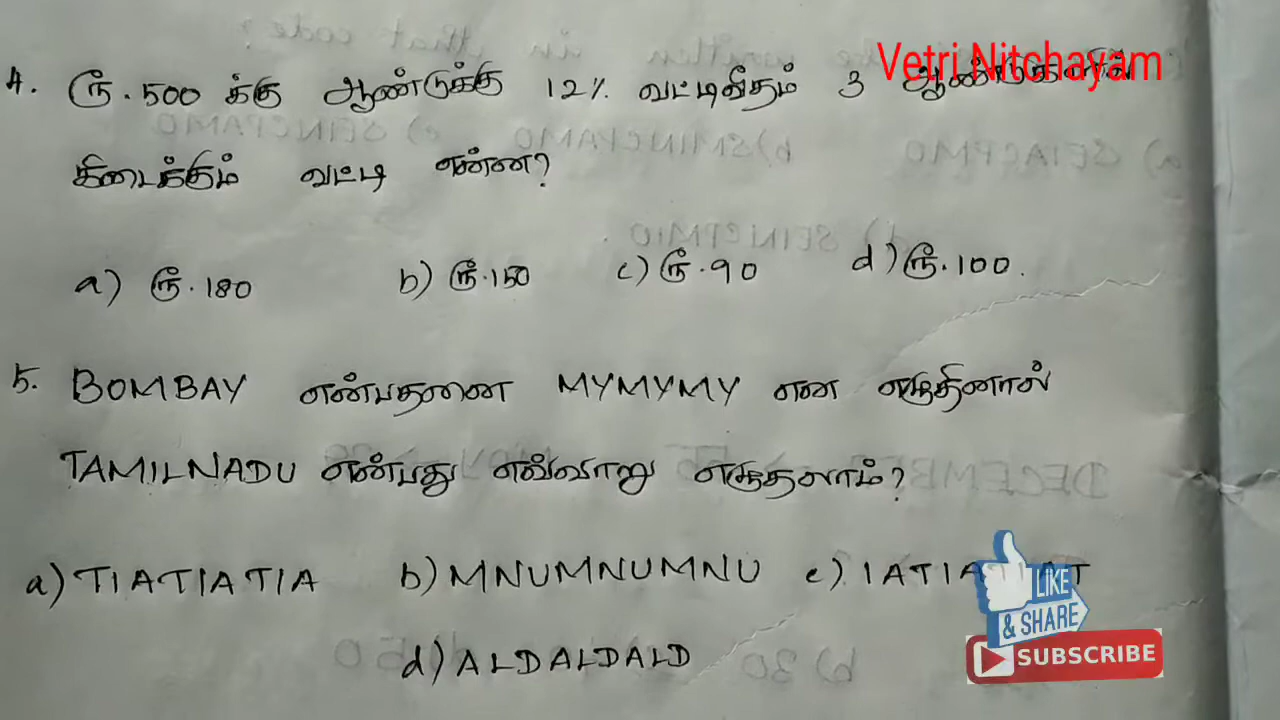 Vetri Nitchayam
4. ரூ.500 க்கு ஆண்டுக்கு 12% வட்டிவீதம் 3 ஆண்டுகளில்
கிடைக்கும் வட்டி என்ன?
a) ரூ.180 b) ரூ.150 c) ரூ.90 d) ரூ.100.
5. BOMBAY என்பதனை MYMYMY என எழுதினால்
TAMILNADU என்பது எவ்வாறு எழுதலாம்?
a) TIATIATIA b) MNUMNUMNU c)
d) ALDALDALD
LIKE
& SHARE
SUBSCRIBE